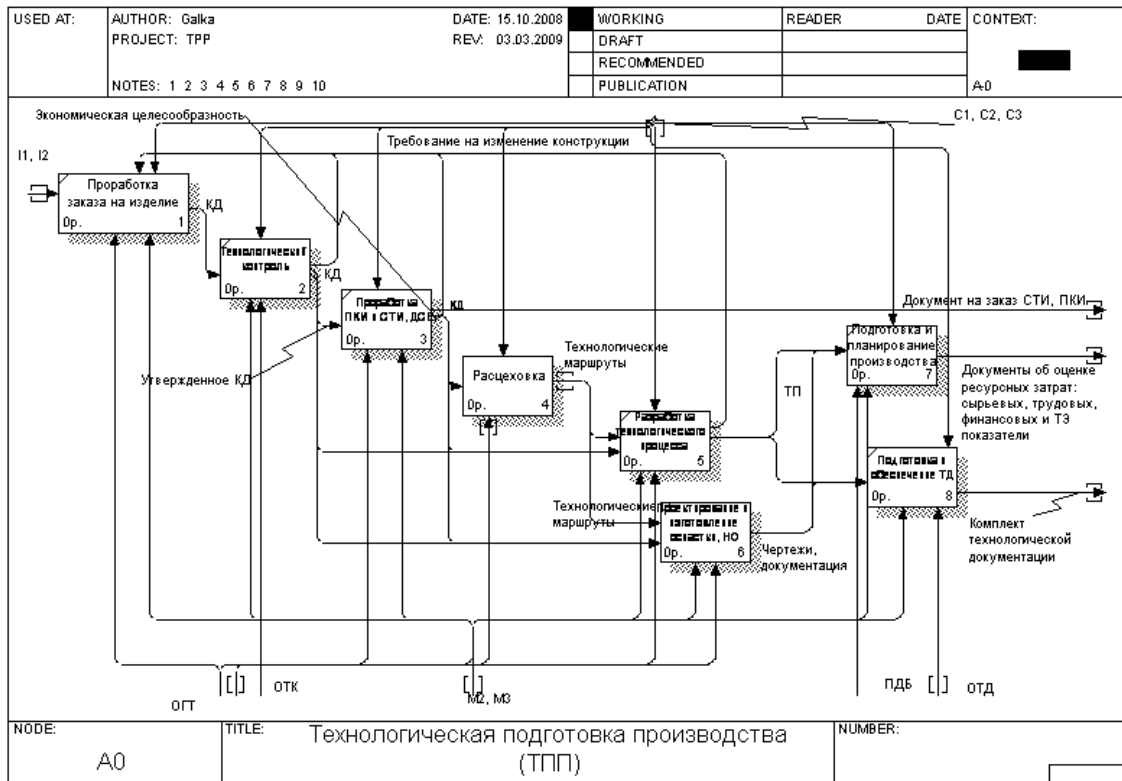 USED AT:
AUTHOR: Galka
DATE: 15.10.2008
WORKING
READER
DATE
CONTEXT:
PROJECT: TPP
REV: 03.03.2009
DRAFT
RECOMMENDED
NOTES: 1 2 3 4 5 6 7 8 9 10
PUBLICATION
A-0
Экономическая целесообразность
C1, C2, C3
Требование на изменение конструкции
I1, I2
Проработка
заказа на изделие
0р.
1
КД
Технологический
контроль
0р.
2
КД
Проработка
ПКИ и СТИ, ДСЕ
0р.
3
КД
Документ на заказ СТИ, ПКИ
Утвержденное КД
Расцеховка
0р.
4
Технологические
маршруты
Подготовка и
планирование
производства
0р.
7
Документы об оценке
ресурсных затрат:
сырьевых, трудовых,
финансовых и ТЭ
показатели
ТП
Разработка
технологического
процесса
0р.
5
Подготовка и
обеспечение ТД
0р.
8
Технологические
маршруты
Проектирование и
изготовление
оснастки, НО
0р.
6
Чертежи,
документация
Комплект
технологической
документации
ОГТ
ОТК
M2, M3
ПДБ
ОТД
NODE:
A0
TITLE:
Технологическая подготовка производства
(ТПП)
NUMBER: